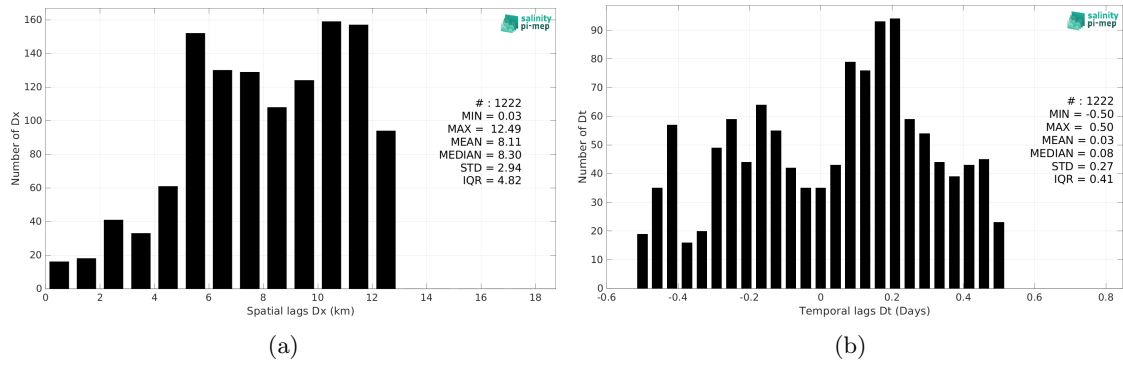 salinity
pi-mep
160
140
120
100
80
60
40
20
0
Number of Dx
# : 1222
MIN = 0.03
MAX = 12.49
MEAN = 8.11
MEDIAN = 8.30
STD = 2.94
IQR = 4.82
0 2 4 6 8 10 12 14 16 18
Spatial lags Dx (km)
(a)
salinity
pi-mep
90
80
70
60
50
40
30
20
10
0
Number of Dt
# : 1222
MIN = -0.50
MAX = 0.50
MEAN = 0.03
MEDIAN = 0.08
STD = 0.27
IQR = 0.41
-0.6 -0.4 -0.2 0 0.2 0.4 0.6 0.8
Temporal lags Dt (Days)
(b)